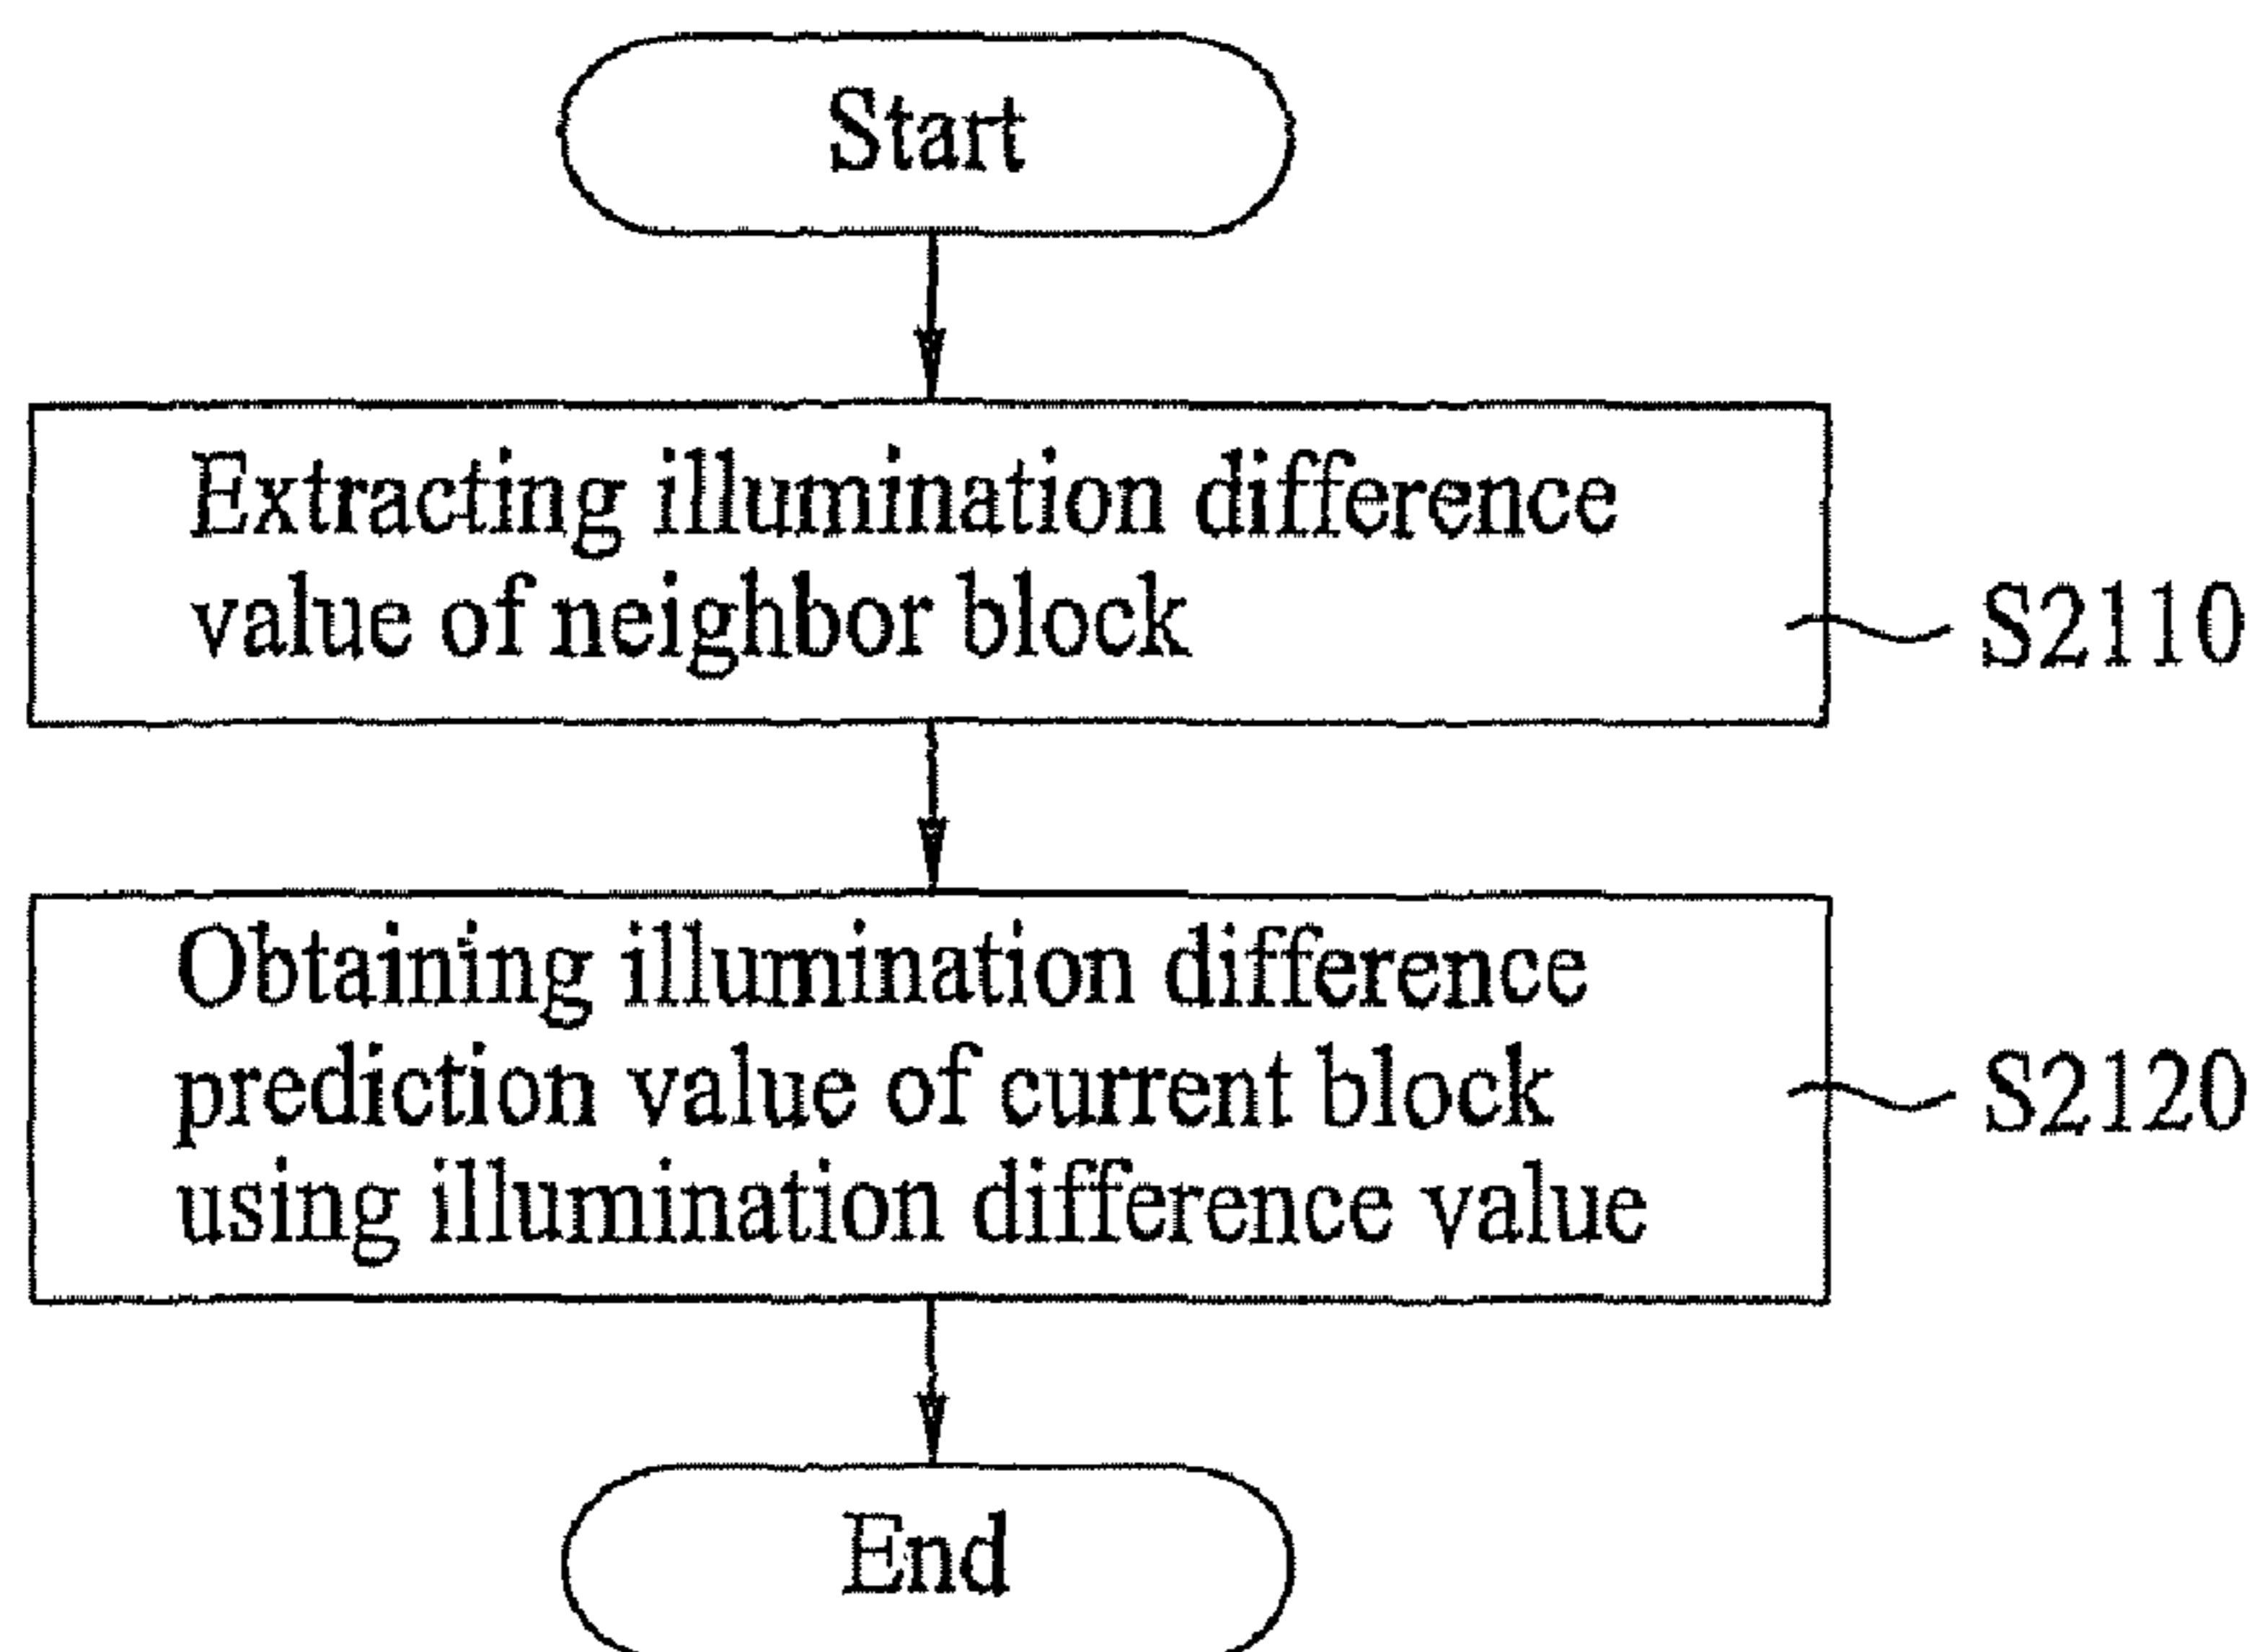 Start
Extracting illumination difference
value of neighbor block
S2110
Obtaining illumination difference
prediction value of current block
using illumination difference value
S2120
End